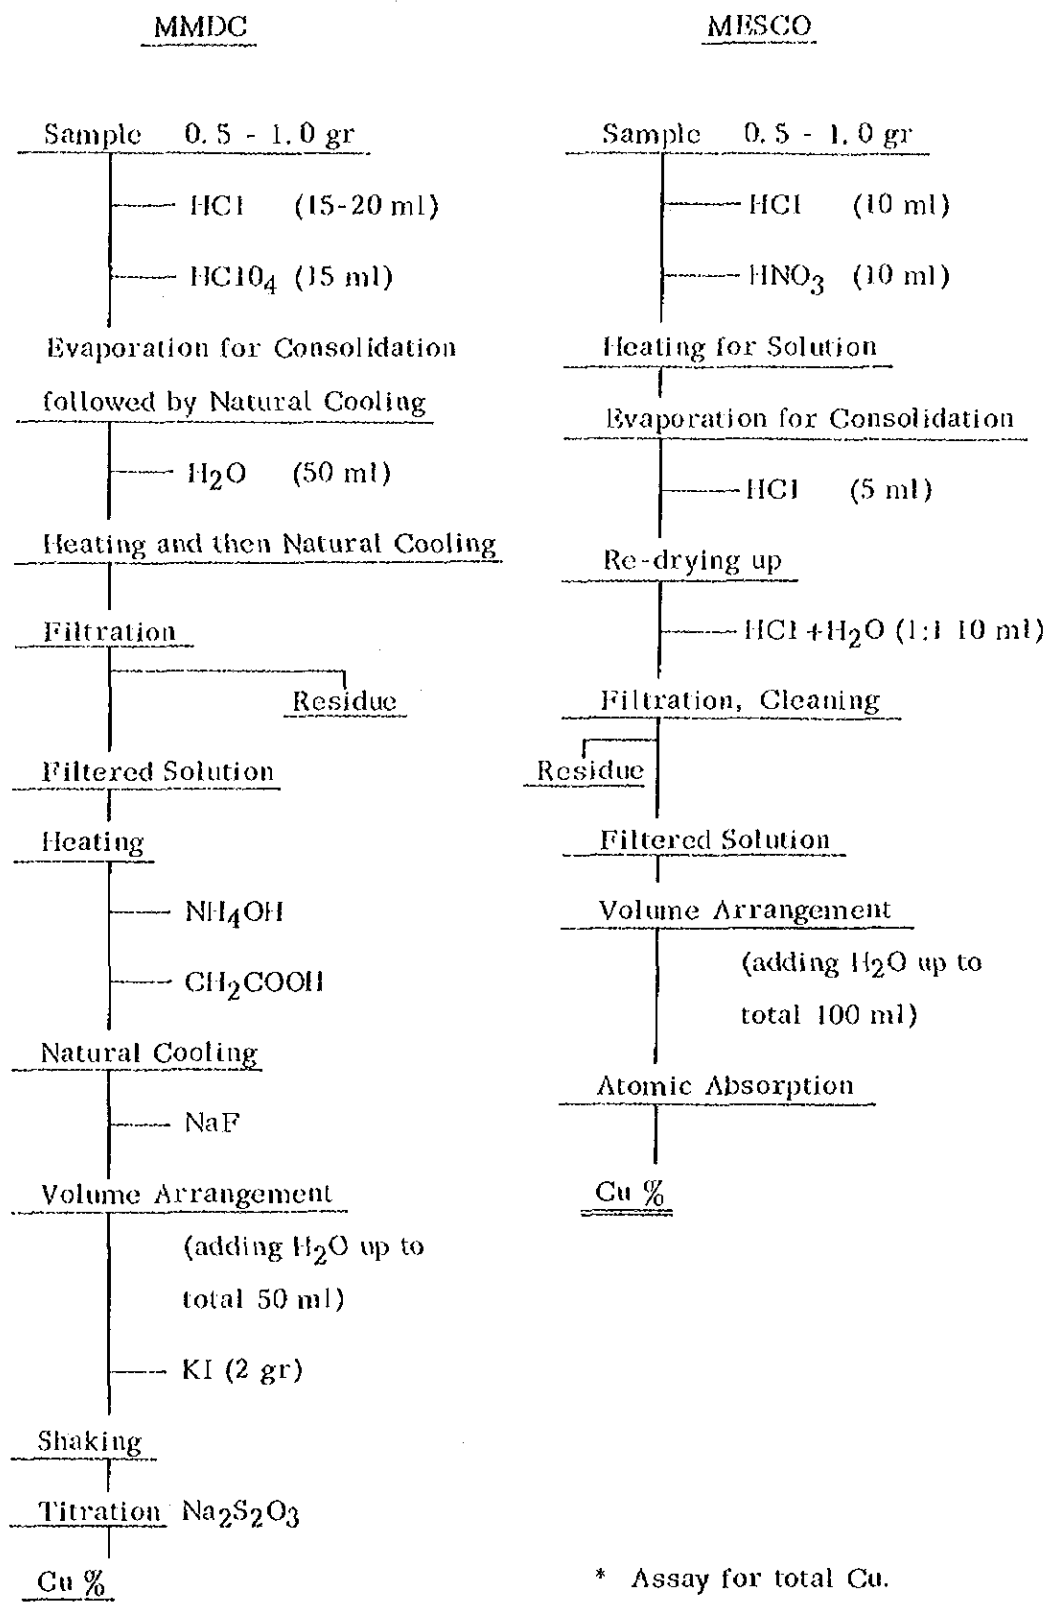 MMDC
Sample 0.5 - 1.0 gr
HCl (15-20 ml)
HClO4 (15 ml)
Evaporation for Consolidation
followed by Natural Cooling
H2O (50 ml)
Heating and then Natural Cooling
Filtration
Residue
Filtered Solution
Heating
NH4OH
CH2COOH
Natural Cooling
NaF
Volume Arrangement
(adding H2O up to
total 50 ml)
KI (2 gr)
Shaking
Titration Na2S2O3
Cu %
MESCO
Sample 0.5 - 1.0 gr
HCl (10 ml)
HNO3 (10 ml)
Heating for Solution
Evaporation for Consolidation
HCl (5 ml)
Re-drying up
HCl+H2O (1:1 10 ml)
Filtration, Cleaning
Residue
Filtered Solution
Volume Arrangement
(adding H2O up to
total 100 ml)
Atomic Absorption
Cu %
* Assay for total Cu.